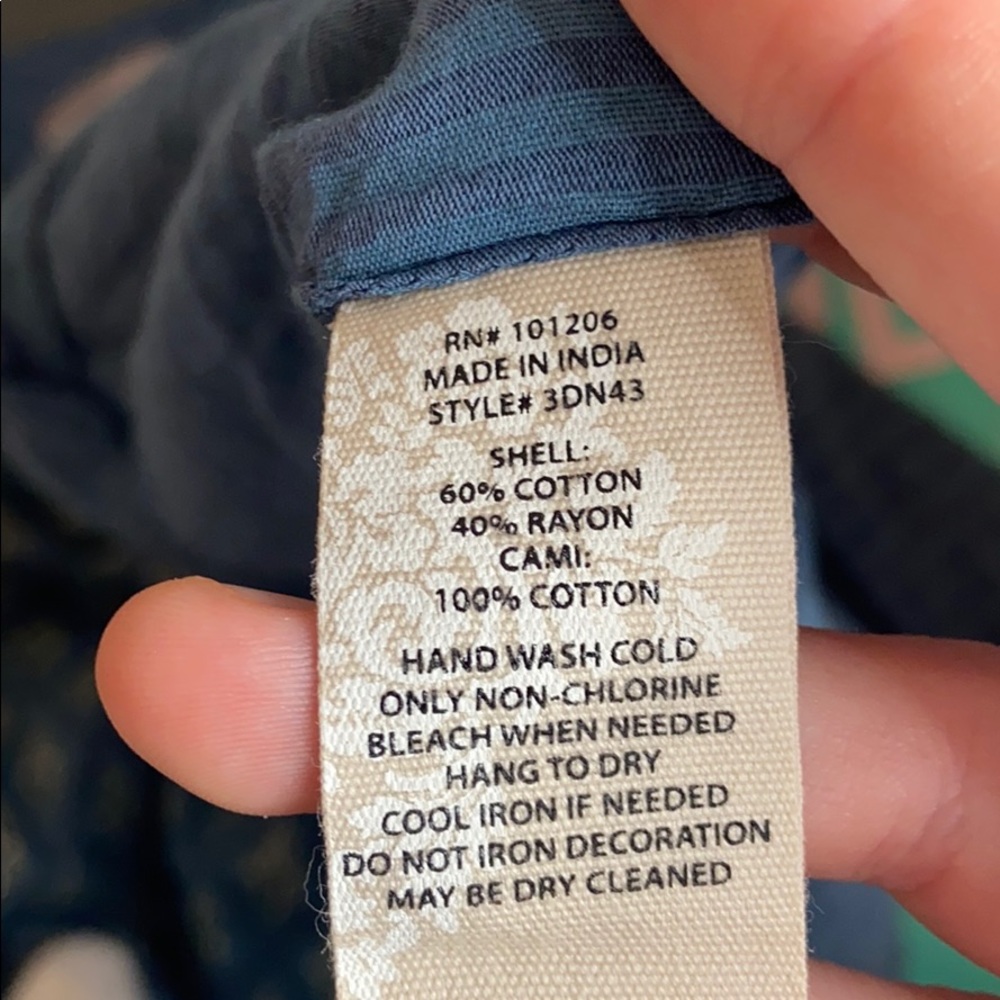 RN# 101206
MADE IN INDIA
STYLE# 3DN43
SHELL:
60% COTTON
40% RAYON
CAMI:
100% COTTON
HAND WASH COLD
ONLY NON-CHLORINE
BLEACH WHEN NEEDED
HANG TO DRY
COOL IRON IF NEEDED
DO NOT IRON DECORATION
MAY BE DRY CLEANED